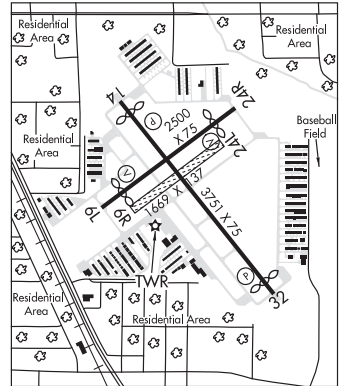 Residential
Area
Residential
Area
14
24R
P
2500
X 75
Baseball
Field
24L
N
Residential
Area
V
1669 X 137
3751 X 75
6L
6R
TWR
P
32
Residential
Area
Residential Area